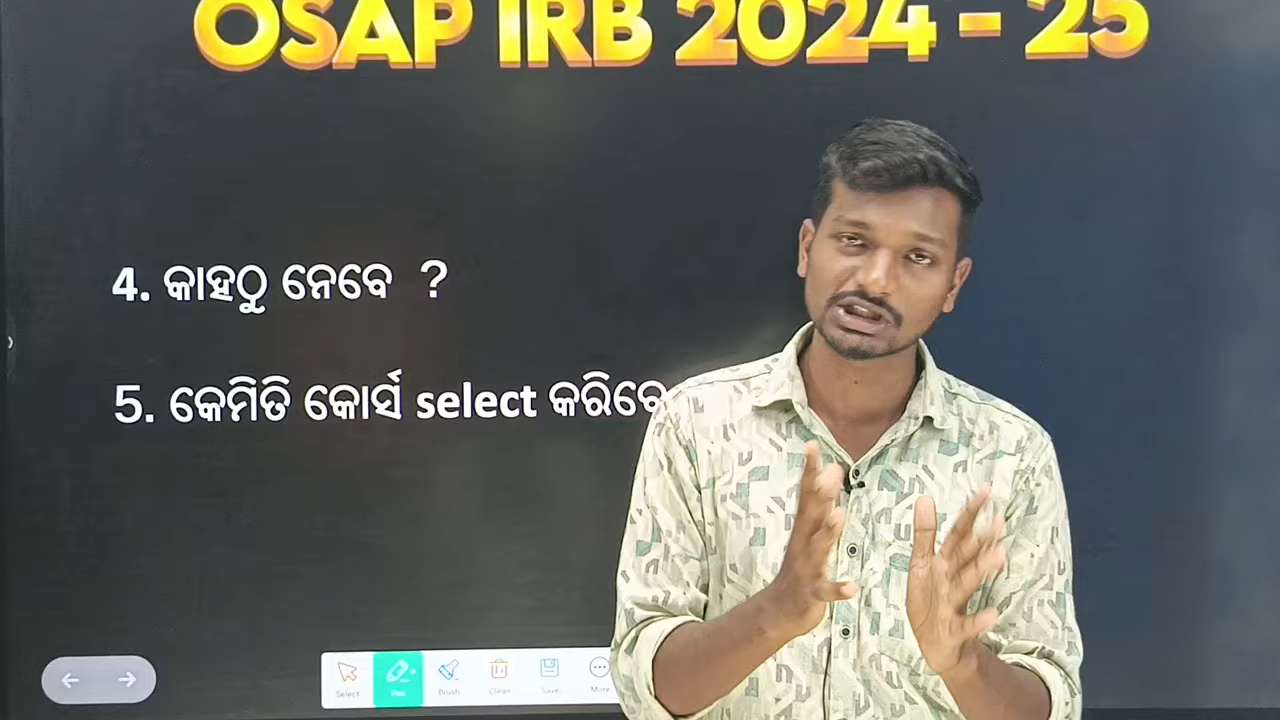 OSAP IRB 2024 - 25
4. କାହଠୁ ନେବେ ?
5. କେମିତି କୋର୍ସ select କରିବେ
Select
Pen
Brush
Clean
Save
More